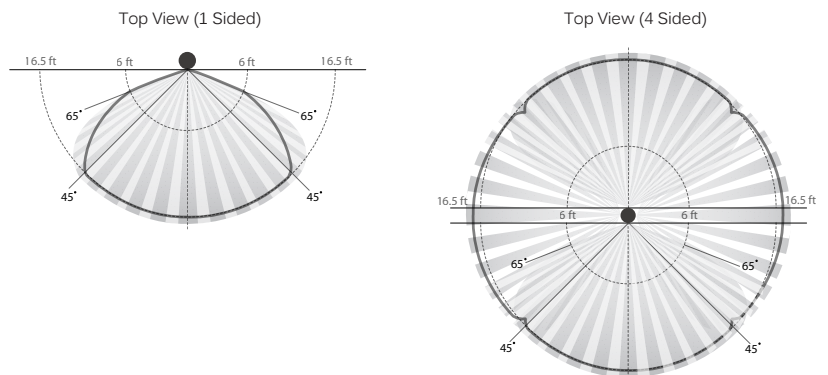 Top View (1 Sided)
16.5 ft 6 ft 6 ft 16.5 ft
65° 65°
45° 45°
Top View (4 Sided)
16.5 ft 16.5 ft
6 ft 6 ft
65° 65°
45° 45°